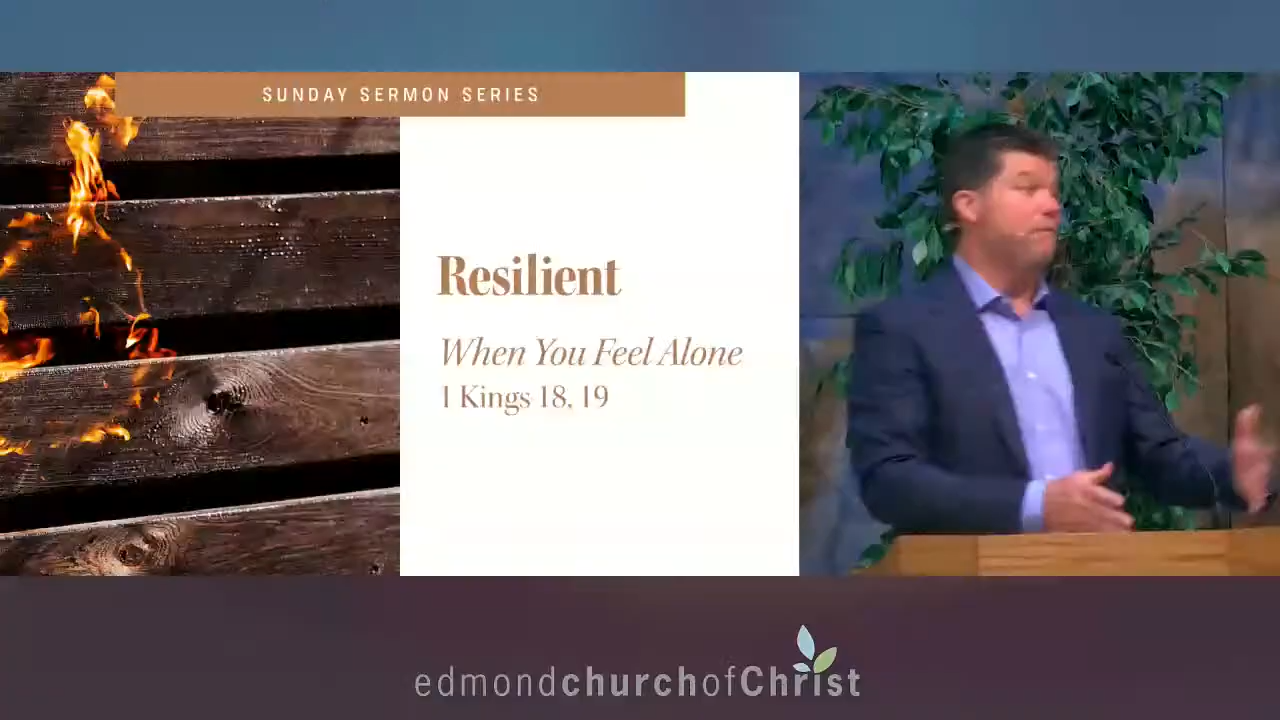 SUNDAY SERMON SERIES
Resilient
When You Feel Alone
1 Kings 18, 19
edmondchurchofChrist